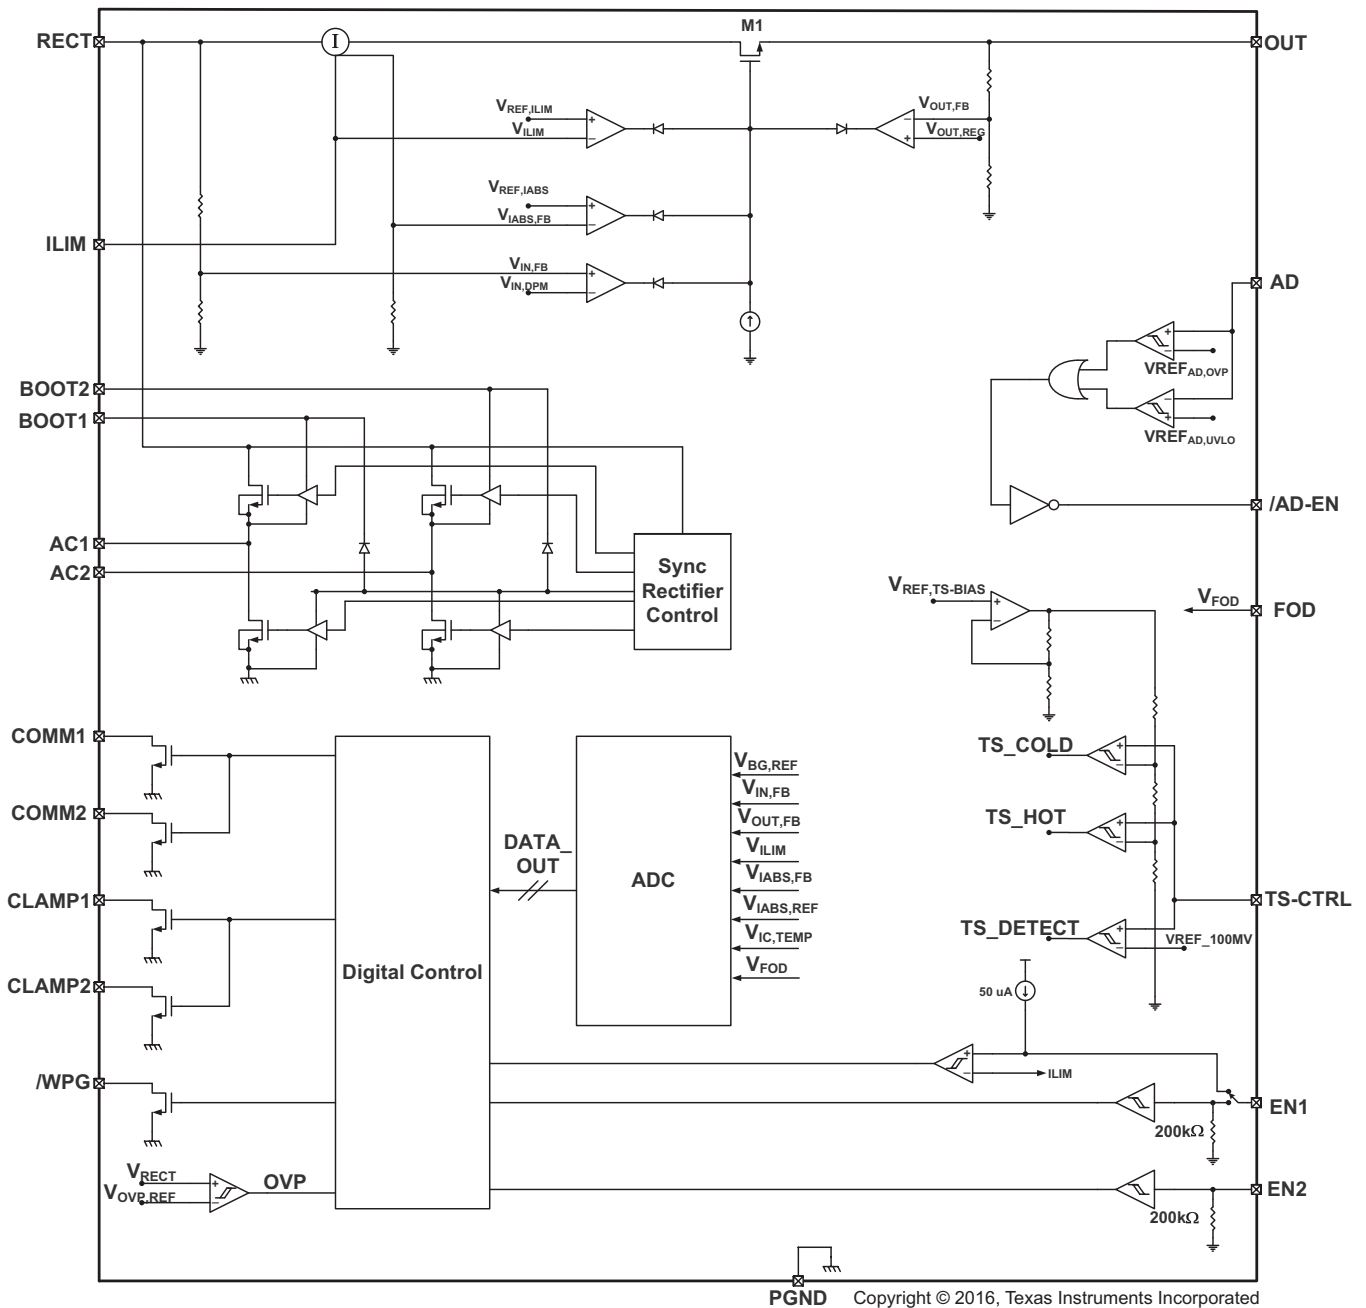 M1
RECT
I
OUT
VREF,ILIM
VILIM
VOUT,FB
VOUT,REG
VREF,IABS
VIABS,FB
ILIM
VIN,FB
VIN,DPM
AD
VREFAD,OVP
VREFAD,UVLO
BOOT2
BOOT1
/AD-EN
AC1
AC2
Sync
Rectifier
Control
VREF,TS-BIAS
VFOD
FOD
COMM1
COMM2
CLAMP1
CLAMP2
/WPG
Digital Control
DATA_
OUT
ADC
VBG,REF
VIN,FB
VOUT,FB
VILIM
VIABS,FB
VIABS,REF
VIC,TEMP
VFOD
TS_COLD
TS_HOT
TS_DETECT
VREF_100MV
TS-CTRL
50 uA
ILIM
EN1
200kΩ
EN2
200kΩ
VRECT
VOVP,REF
OVP
PGND
Copyright © 2016, Texas Instruments Incorporated